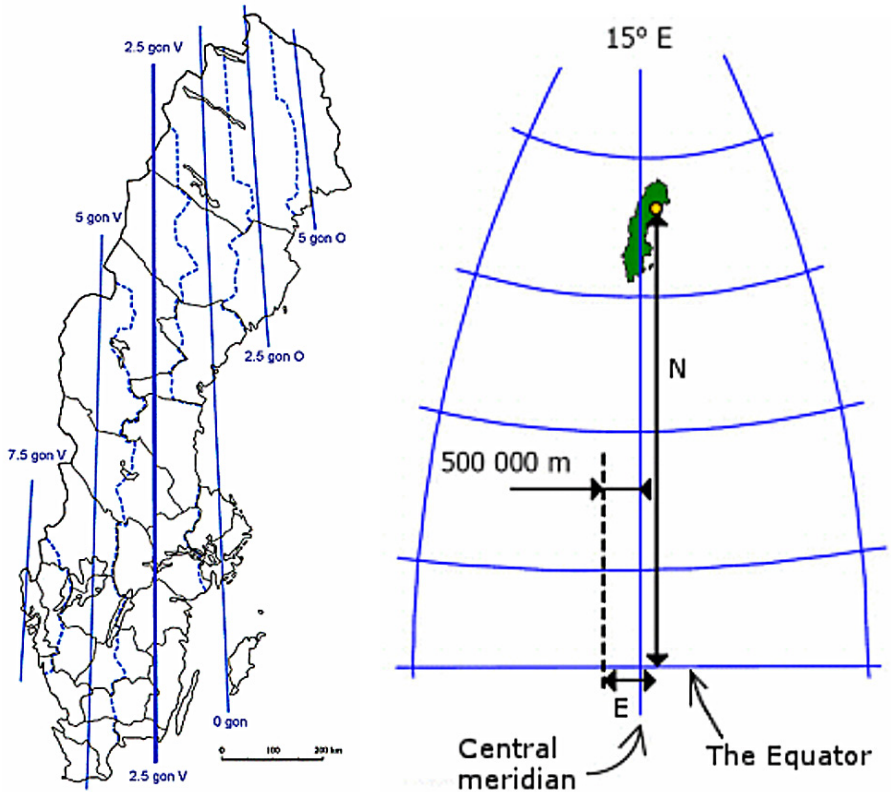 2.5 gon V
5 gon V
5 gon O
2.5 gon O
7.5 gon V
0 gon
0
200 km
2.5 gon V
15° E
N
500 000 m
E
Central
meridian
The Equator